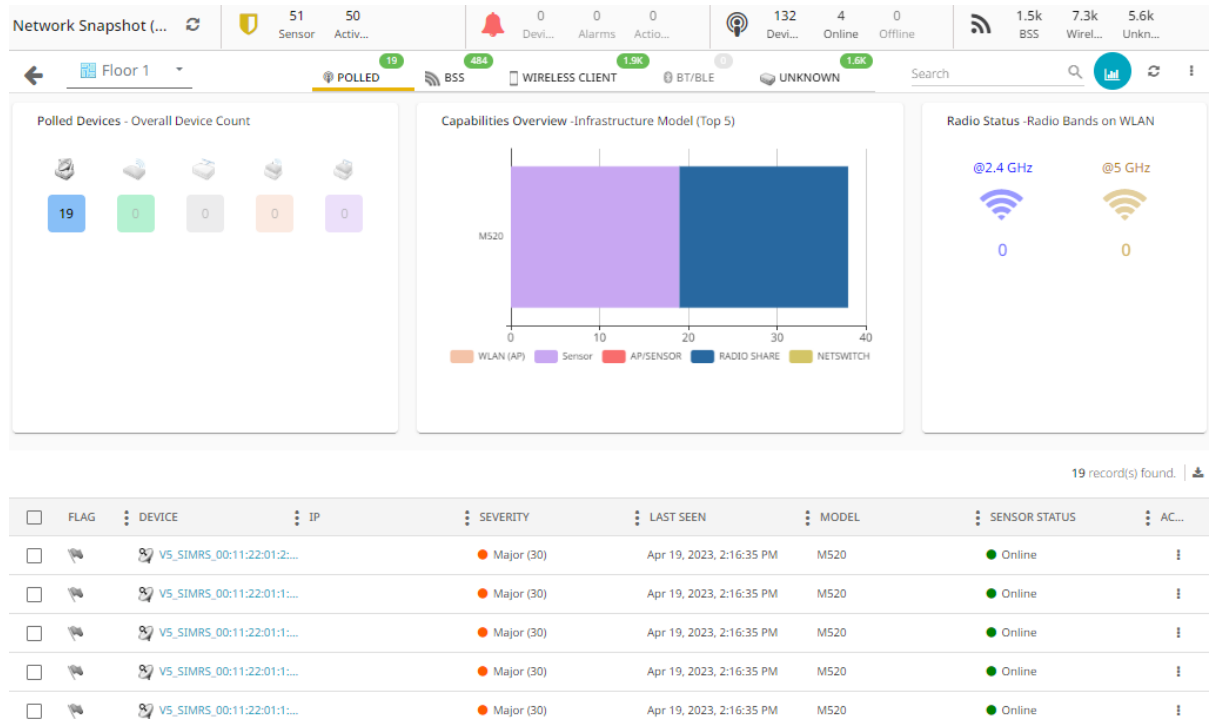 Network Snapshot (...
51 50
Sensor Activ...
0 0 0
Devi... Alarms Actio...
132 4 0
Devi... Online Offline
1.5k 7.3k 5.6k
BSS Wirel... Unkn...
Floor 1
POLLED 19
BSS 484
WIRELESS CLIENT 1.9K
BT/BLE 0
UNKNOWN 1.6K
Search
Polled Devices - Overall Device Count
19 0 0 0 0
Capabilities Overview -Infrastructure Model (Top 5)
M520
0 10 20 30 40
WLAN (AP) Sensor AP/SENSOR RADIO SHARE NETSWITCH
Radio Status -Radio Bands on WLAN
@2.4 GHz @5 GHz
0 0
19 record(s) found.
FLAG DEVICE IP SEVERITY LAST SEEN MODEL SENSOR STATUS AC...
V5_SIMRS_00:11:22:01:2:... Major (30) Apr 19, 2023, 2:16:35 PM M520 Online
V5_SIMRS_00:11:22:01:1:... Major (30) Apr 19, 2023, 2:16:35 PM M520 Online
V5_SIMRS_00:11:22:01:1:... Major (30) Apr 19, 2023, 2:16:35 PM M520 Online
V5_SIMRS_00:11:22:01:1:... Major (30) Apr 19, 2023, 2:16:35 PM M520 Online
V5_SIMRS_00:11:22:01:1:... Major (30) Apr 19, 2023, 2:16:35 PM M520 Online